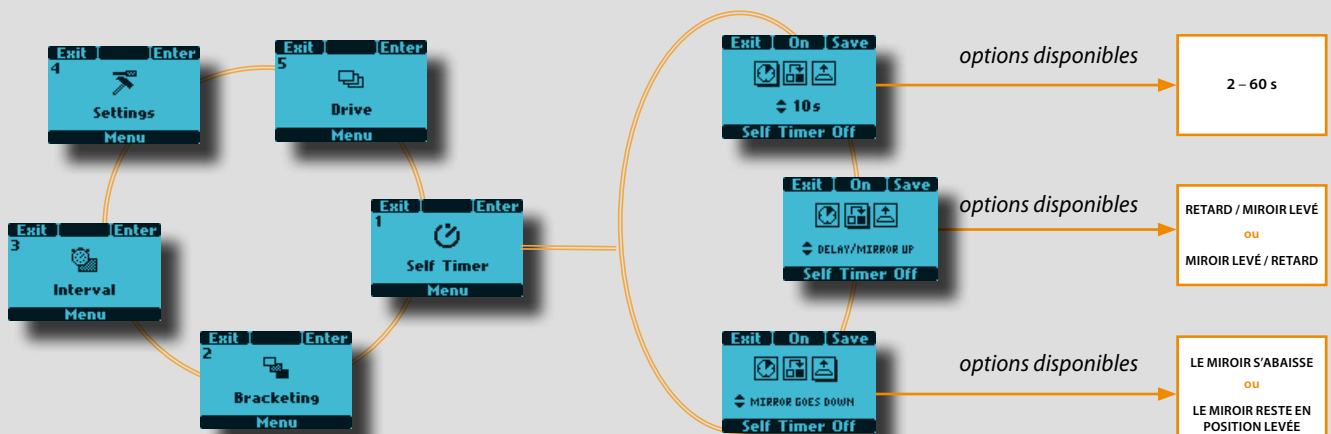 Exit Enter
4
Settings
Menu
Exit Enter
5
Drive
Menu
Exit Enter
3
Interval
Menu
Exit Enter
1
Self Timer
Menu
Exit Enter
2
Bracketing
Menu
Exit On Save
10s
Self Timer Off
options disponibles
2 – 60 s
Exit On Save
DELAY/MIRROR UP
Self Timer Off
options disponibles
RETARD / MIROIR LEVÉ
ou
MIROIR LEVÉ / RETARD
Exit On Save
MIRROR GOES DOWN
Self Timer Off
options disponibles
LE MIROIR S’ABAISSE
ou
LE MIROIR RESTE EN
POSITION LEVÉE